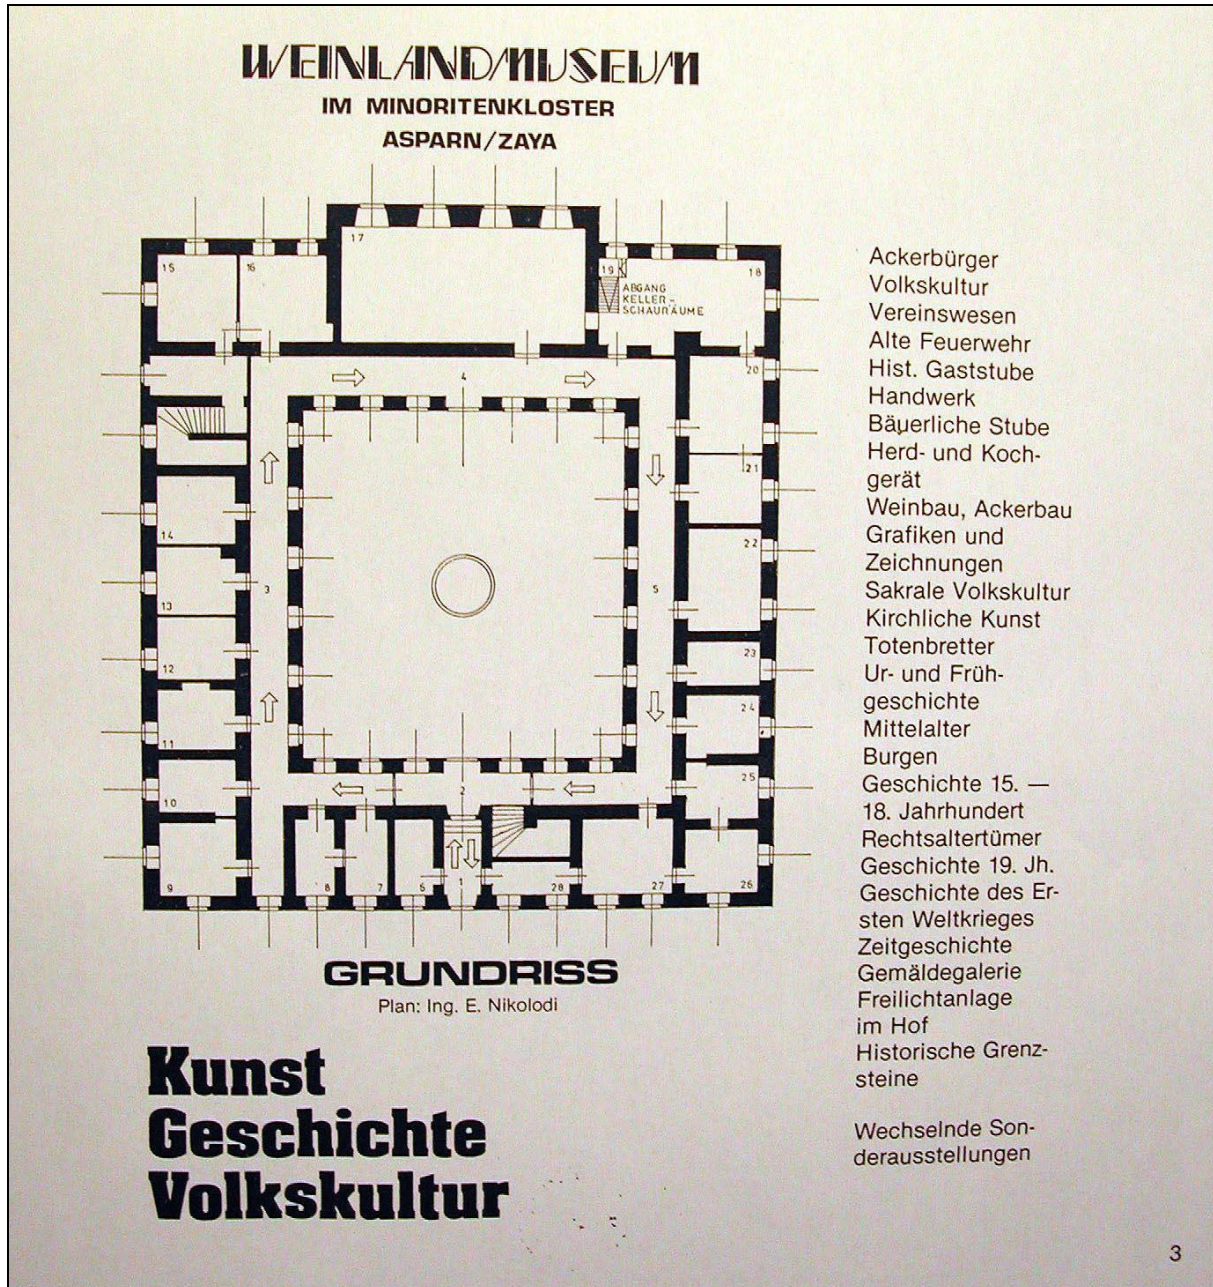 WEINLANDMUSEUM
IM MINORITENKLOSTER
ASPARN/ZAYA
17
15
16
19
18
ABGANG
KELLER-
SCHAURÄUME
4
20
21
14
22
13
3
5
12
23
11
24
10
2
25
9
8
7
6
1
28
27
26
GRUNDRISS
Plan: Ing. E. Nikolodi
Kunst
Geschichte
Volkskultur
Ackerbürger
Volkskultur
Vereinswesen
Alte Feuerwehr
Hist. Gaststube
Handwerk
Bäuerliche Stube
Herd- und Koch-
gerät
Weinbau, Ackerbau
Grafiken und
Zeichnungen
Sakrale Volkskultur
Kirchliche Kunst
Totenbretter
Ur- und Früh-
geschichte
Mittelalter
Burgen
Geschichte 15. —
18. Jahrhundert
Rechtsaltertümer
Geschichte 19. Jh.
Geschichte des Er-
sten Weltkrieges
Zeitgeschichte
Gemäldegalerie
Freilichtanlage
im Hof
Historische Grenz-
steine
Wechselnde Son-
derausstellungen
3